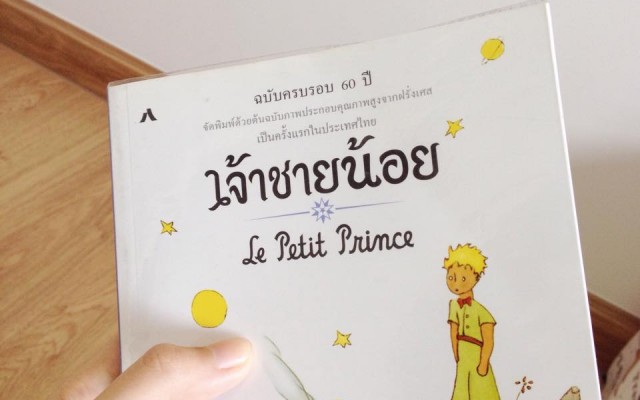 ฉบับครบรอบ 60 ปี
จัดพิมพ์ด้วยต้นฉบับภาพประกอบคุณภาพสูงจากฝรั่งเศส
เป็นครั้งแรกในประเทศไทย
เจ้าชายน้อย
Le Petit Prince